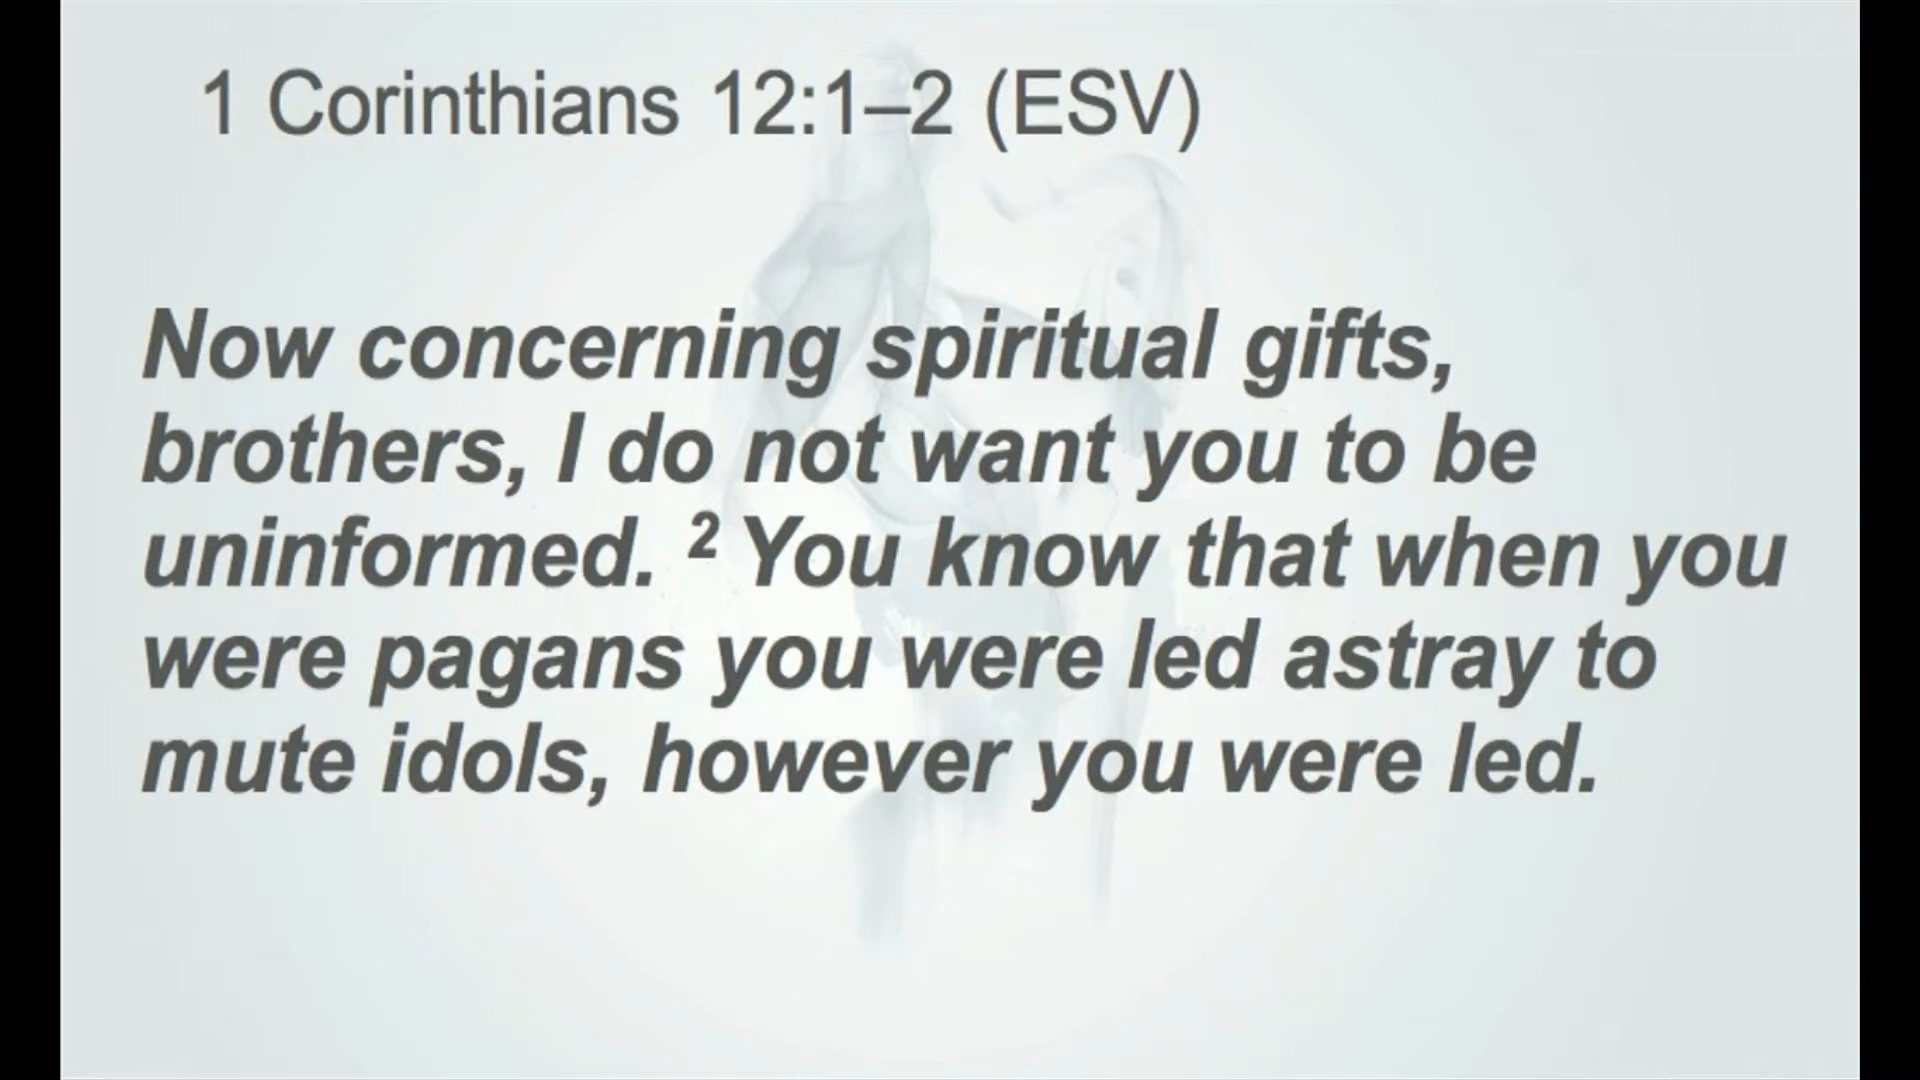 1 Corinthians 12:1–2 (ESV)
Now concerning spiritual gifts,
brothers, I do not want you to be
uninformed. ² You know that when you
were pagans you were led astray to
mute idols, however you were led.